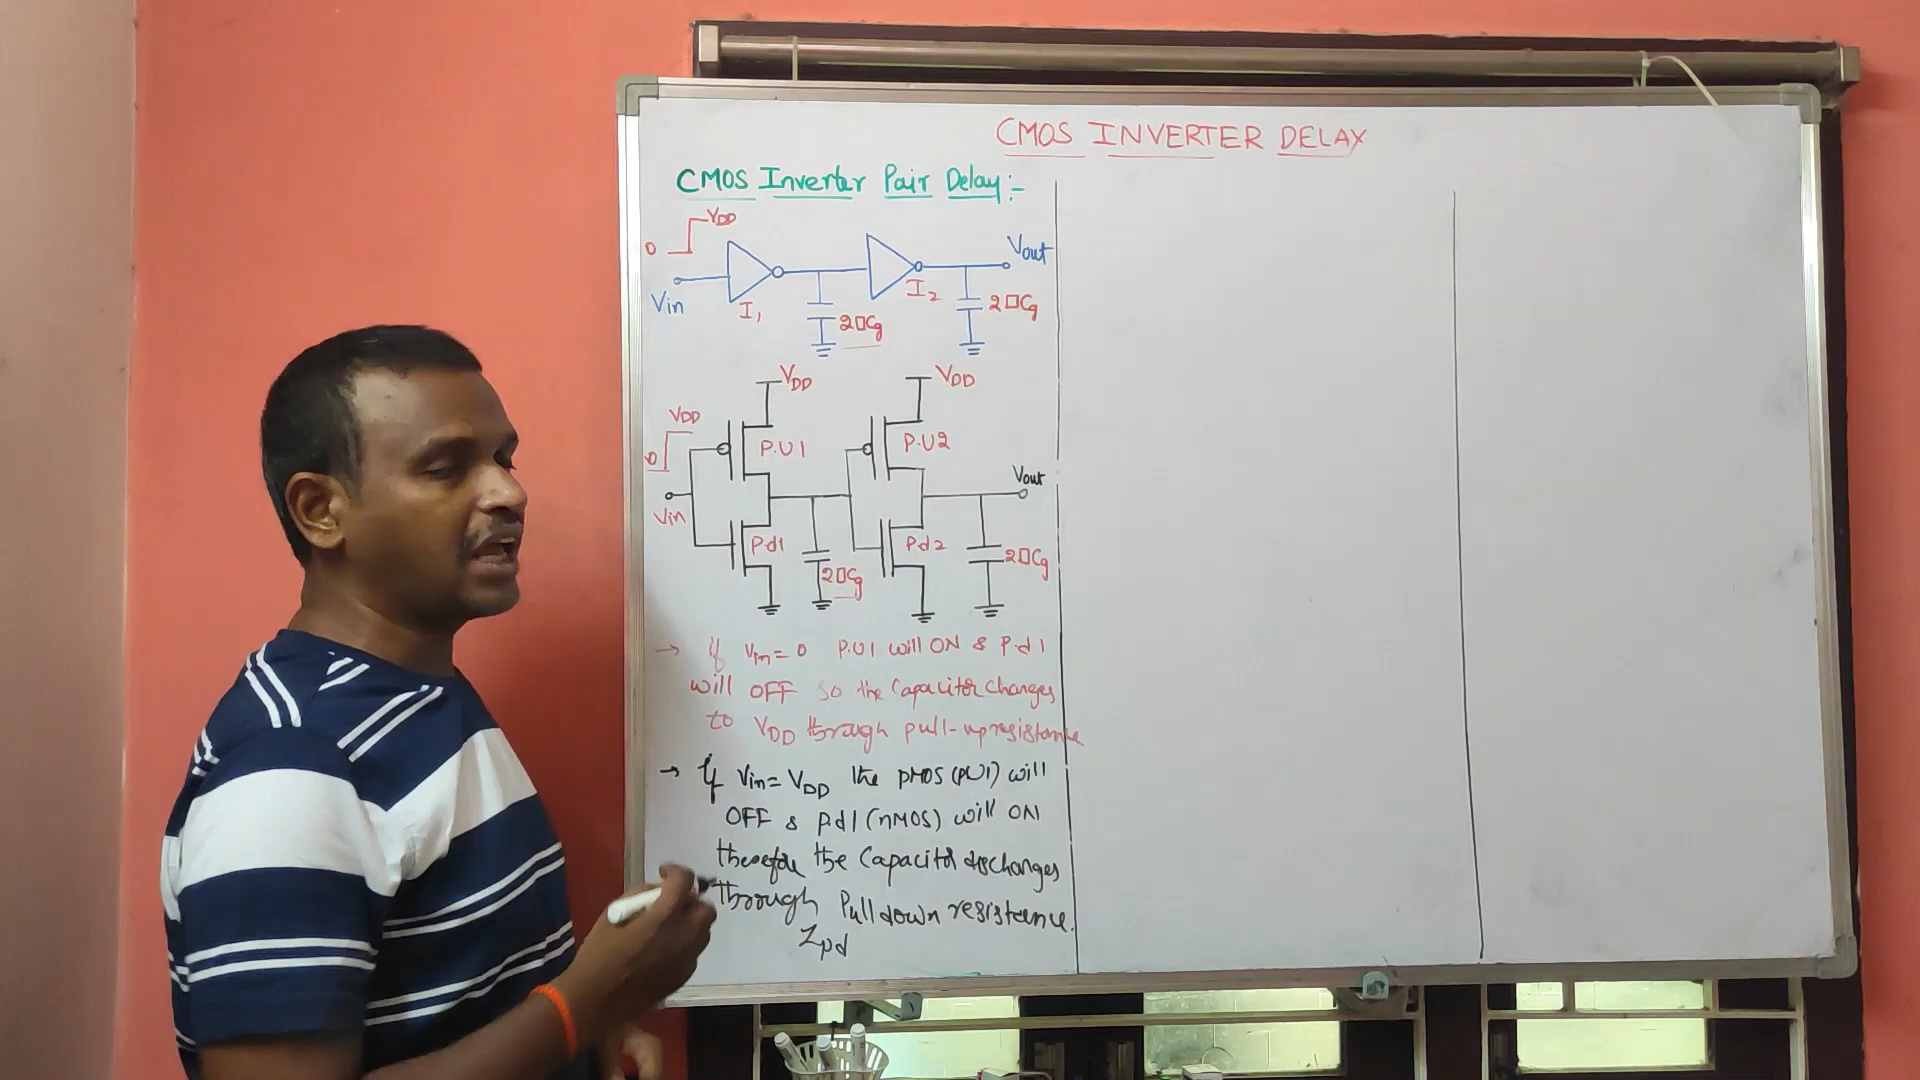 CMOS INVERTER DELAY
CMOS Inverter Pair Delay:-
VDD
0
Vin
I1
2□Cg
I2
Vout
2□Cg
VDD
VDD
VDD
0
P.U1
P.U2
Vout
Vin
Pd1
Pd2
2□Cg
2□Cg
→ If Vin = 0 P.U1 will ON & P.d1
will OFF so the Capacitor Charges
to VDD through pull-up resistance
→ If Vin = VDD the PMOS (PU1) will
OFF & P.d1 (nMOS) will ON
therefore the Capacitor discharges
through Pull down resistance.
Zpd